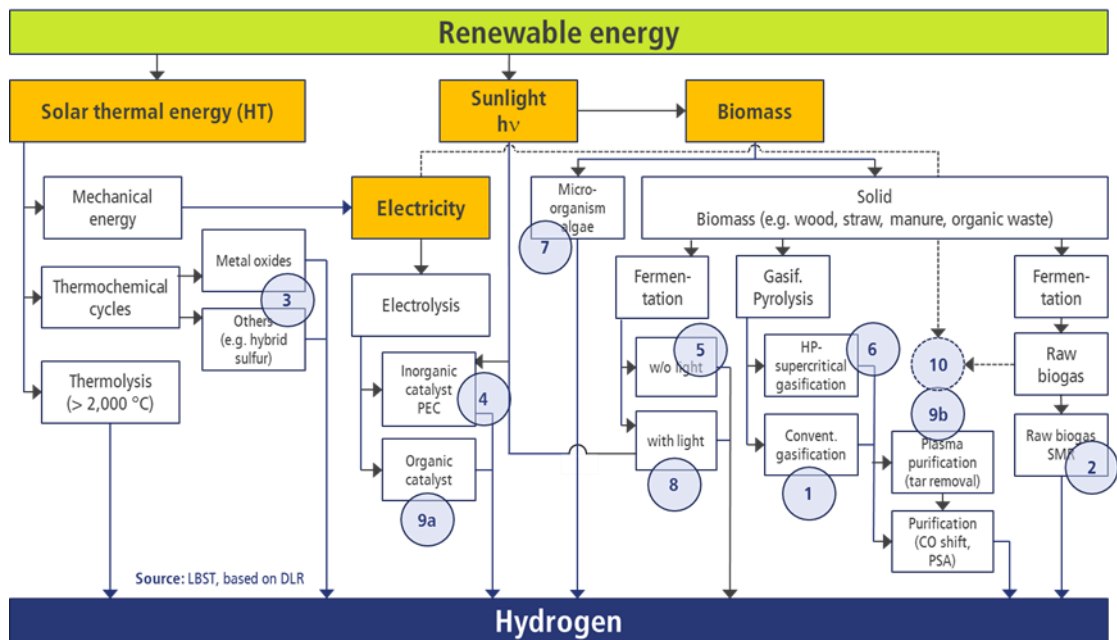 Renewable energy
Solar thermal energy (HT)
Sunlight
hν
Biomass
Mechanical
energy
Electricity
Micro-
organism
algae
7
Solid
Biomass (e.g. wood, straw, manure, organic waste)
Thermochemical
cycles
Metal oxides
3
Others
(e.g. hybrid
sulfur)
Electrolysis
Fermen-
tation
Gasif.
Pyrolysis
Fermen-
tation
Thermolysis
(> 2,000 °C)
Inorganic
catalyst
PEC
4
w/o light
5
HP-
supercritical
gasification
6
10
Raw
biogas
Organic
catalyst
9a
with light
8
Convent.
gasification
1
9b
Plasma
purification
(tar removal)
Raw biogas
SMR
2
Purification
(CO shift,
PSA)
Source: LBST, based on DLR
Hydrogen